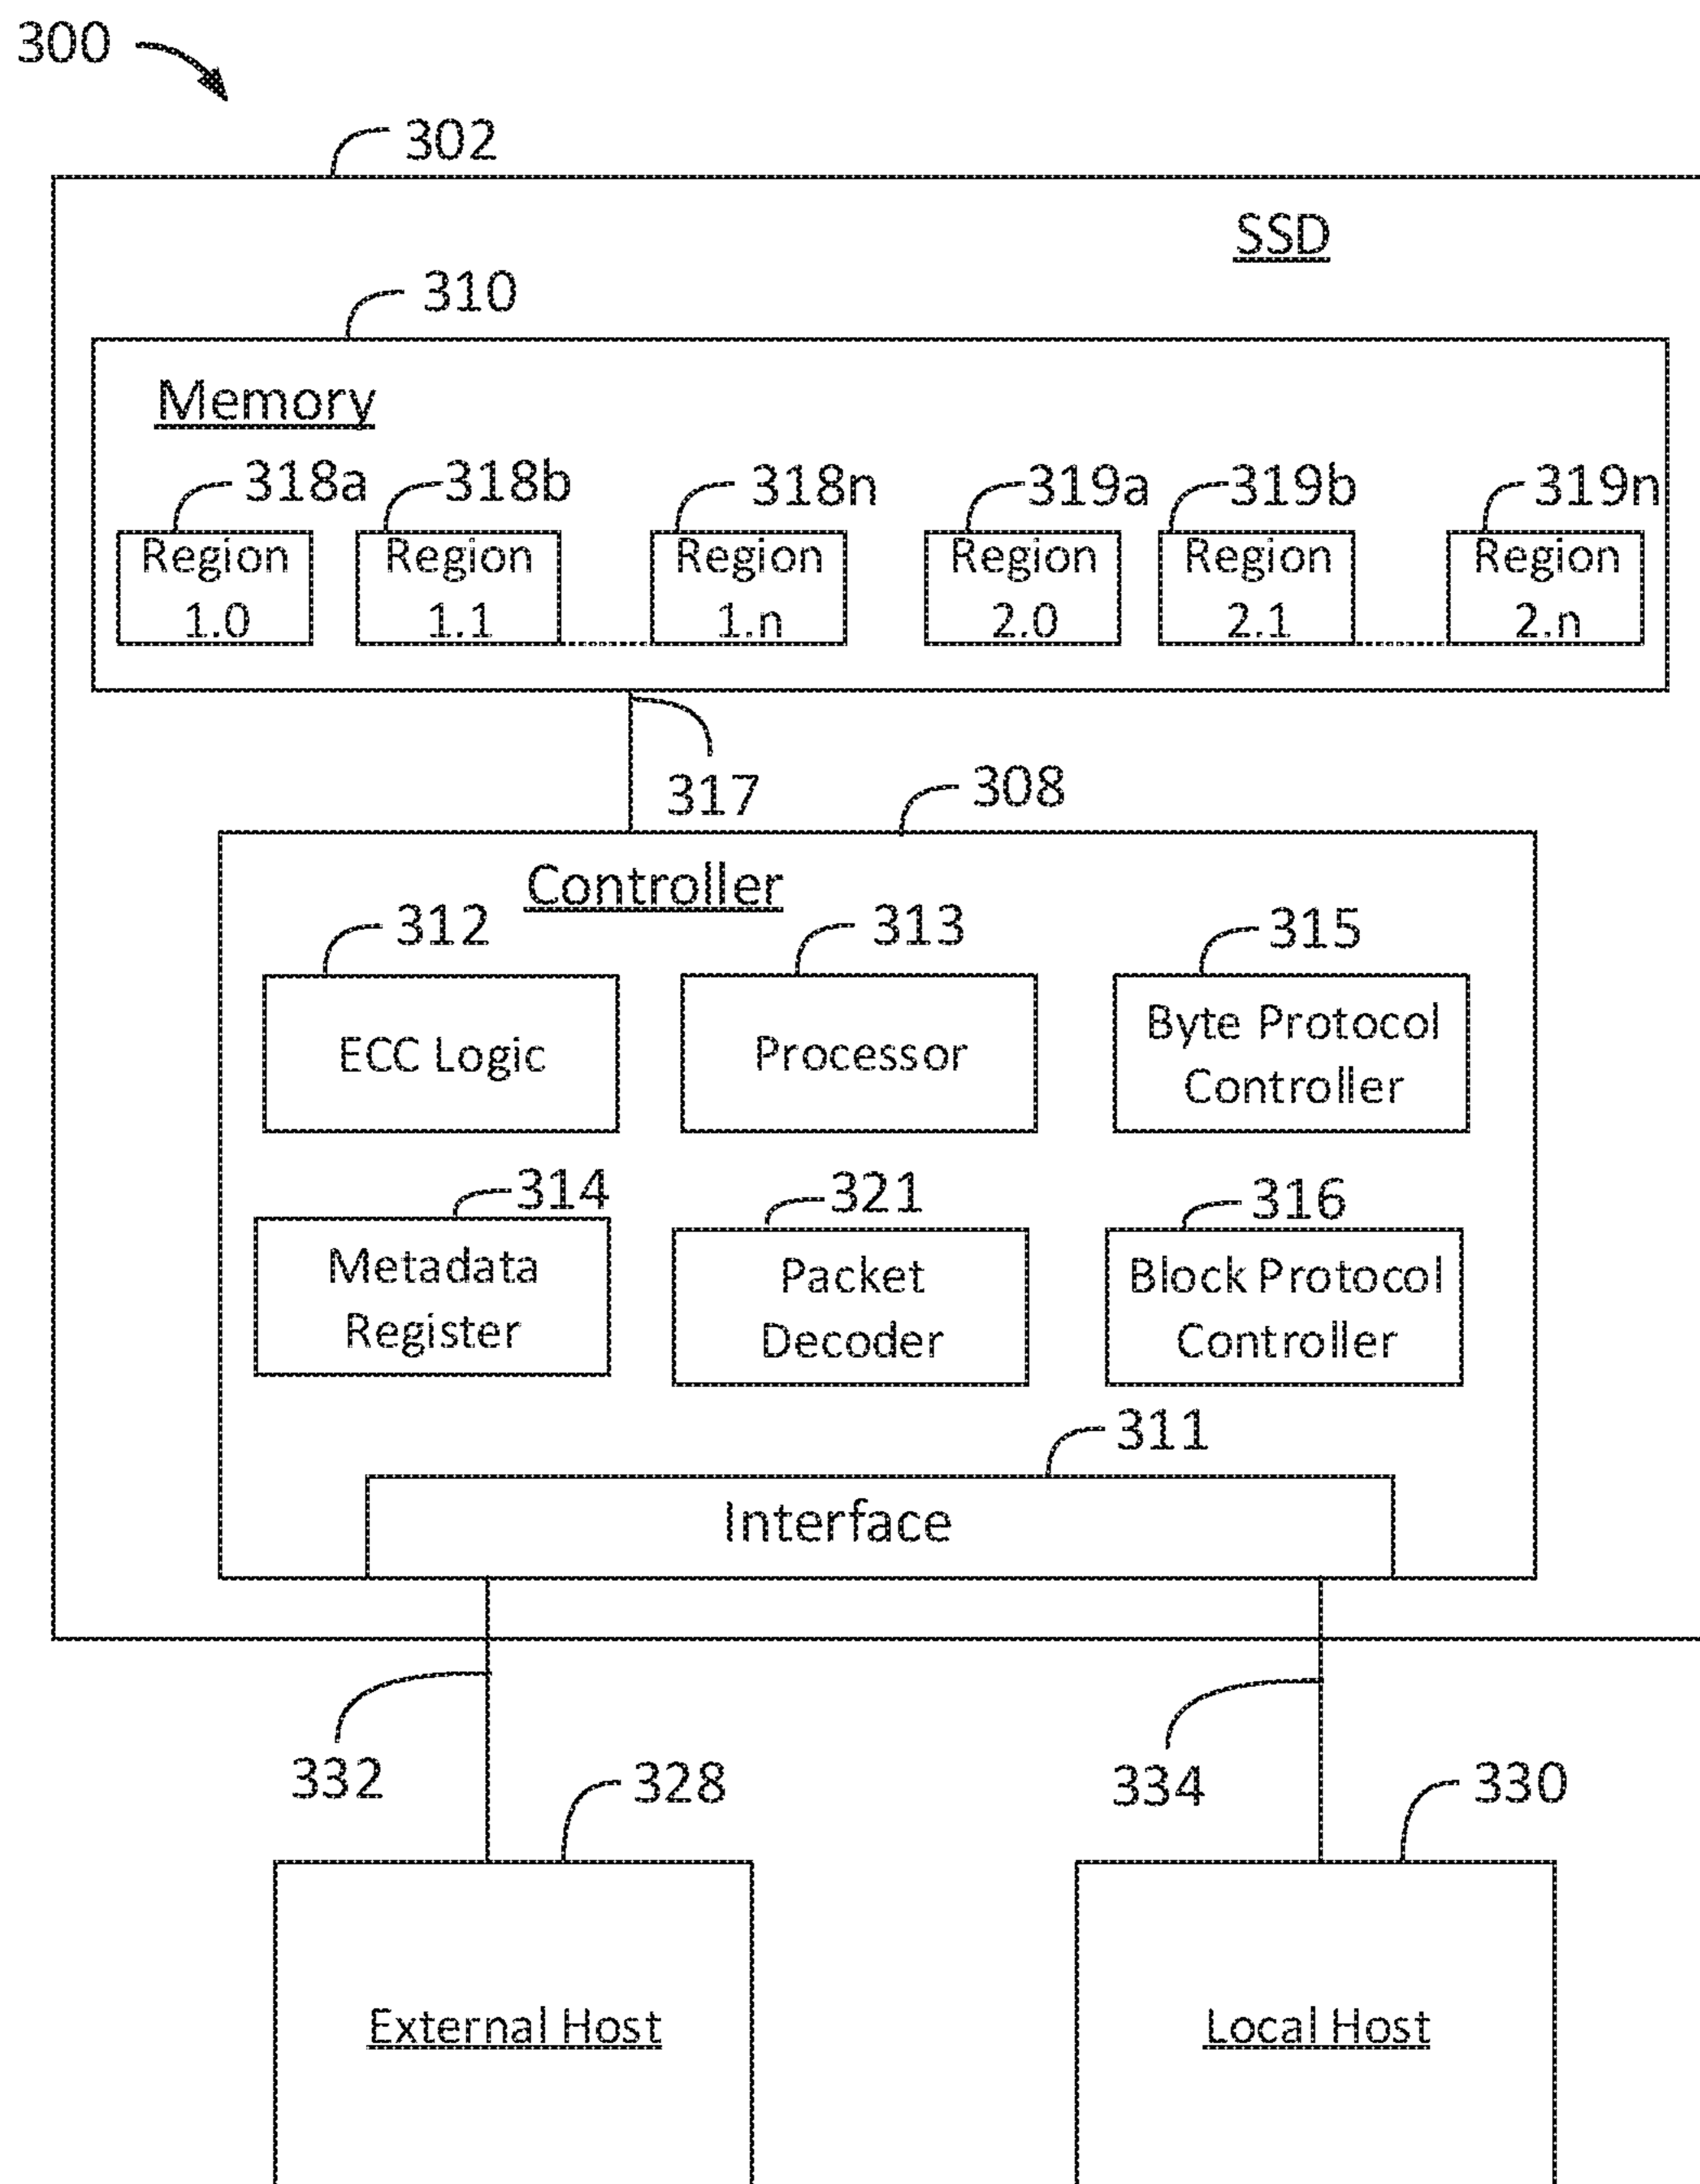 300
302
SSD
310
Memory
318a 318b 318n 319a 319b 319n
Region Region Region Region Region Region
1.0 1.1 1.n 2.0 2.1 2.n
317
308
Controller
312 313 315
ECC Logic
Processor
Byte Protocol
Controller
314 321 316
Metadata
Register
Packet
Decoder
Block Protocol
Controller
311
Interface
332 328 334 330
External Host
Local Host